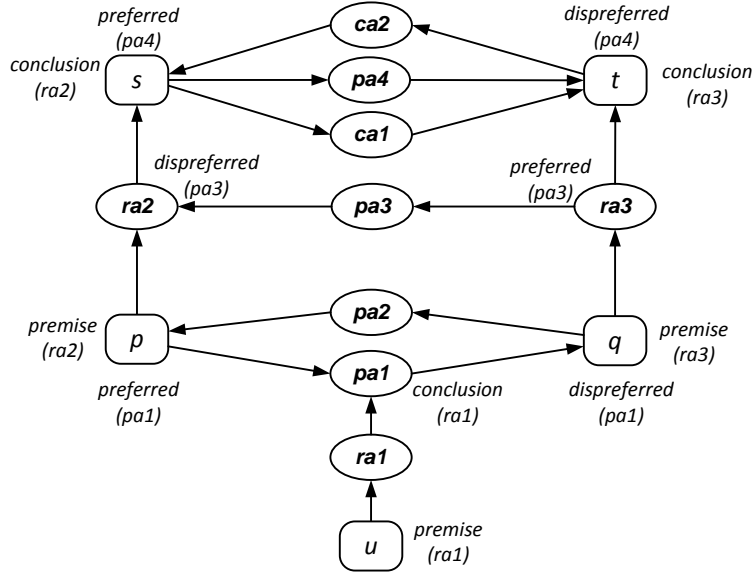 preferred
(pa4)
ca2
dispreferred
(pa4)
conclusion
(ra2)
s
pa4
t
conclusion
(ra3)
ca1
dispreferred
(pa3)
preferred
(pa3)
ra2
pa3
ra3
premise
(ra2)
p
pa2
q
premise
(ra3)
preferred
(pa1)
pa1
conclusion
(ra1)
dispreferred
(pa1)
ra1
u
premise
(ra1)